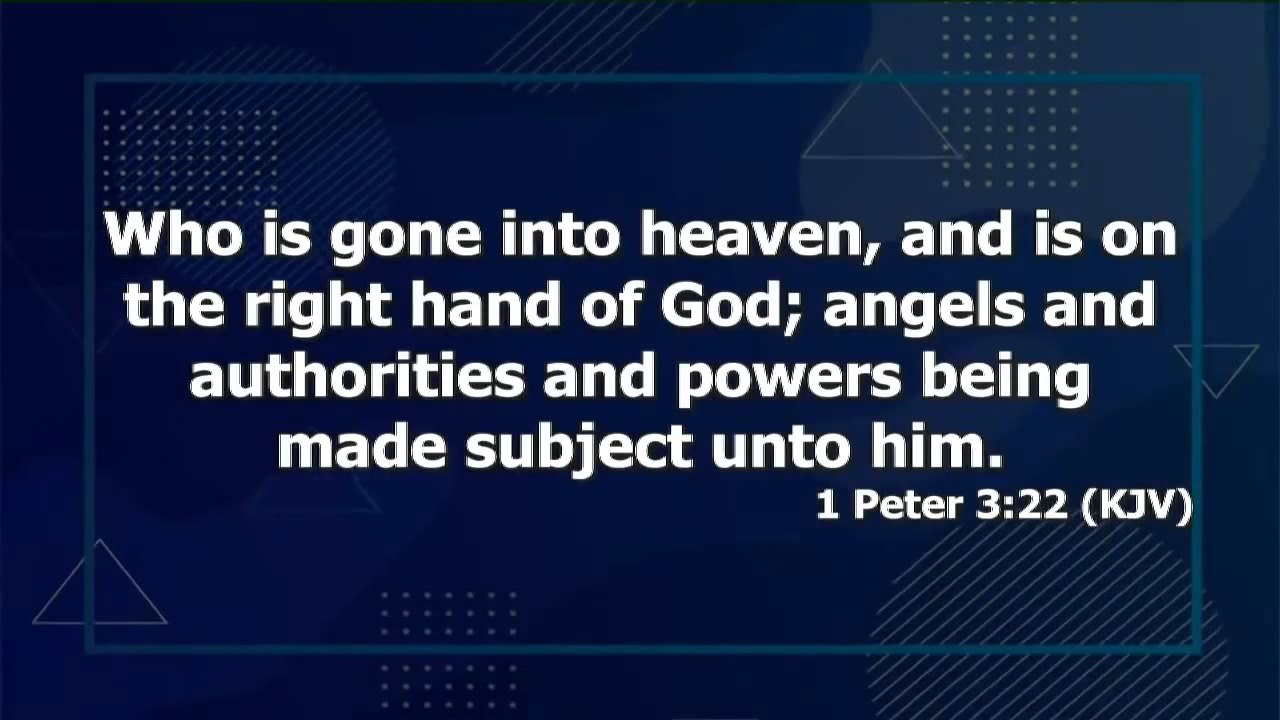 Who is gone into heaven, and is on
the right hand of God; angels and
authorities and powers being
made subject unto him.
1 Peter 3:22 (KJV)